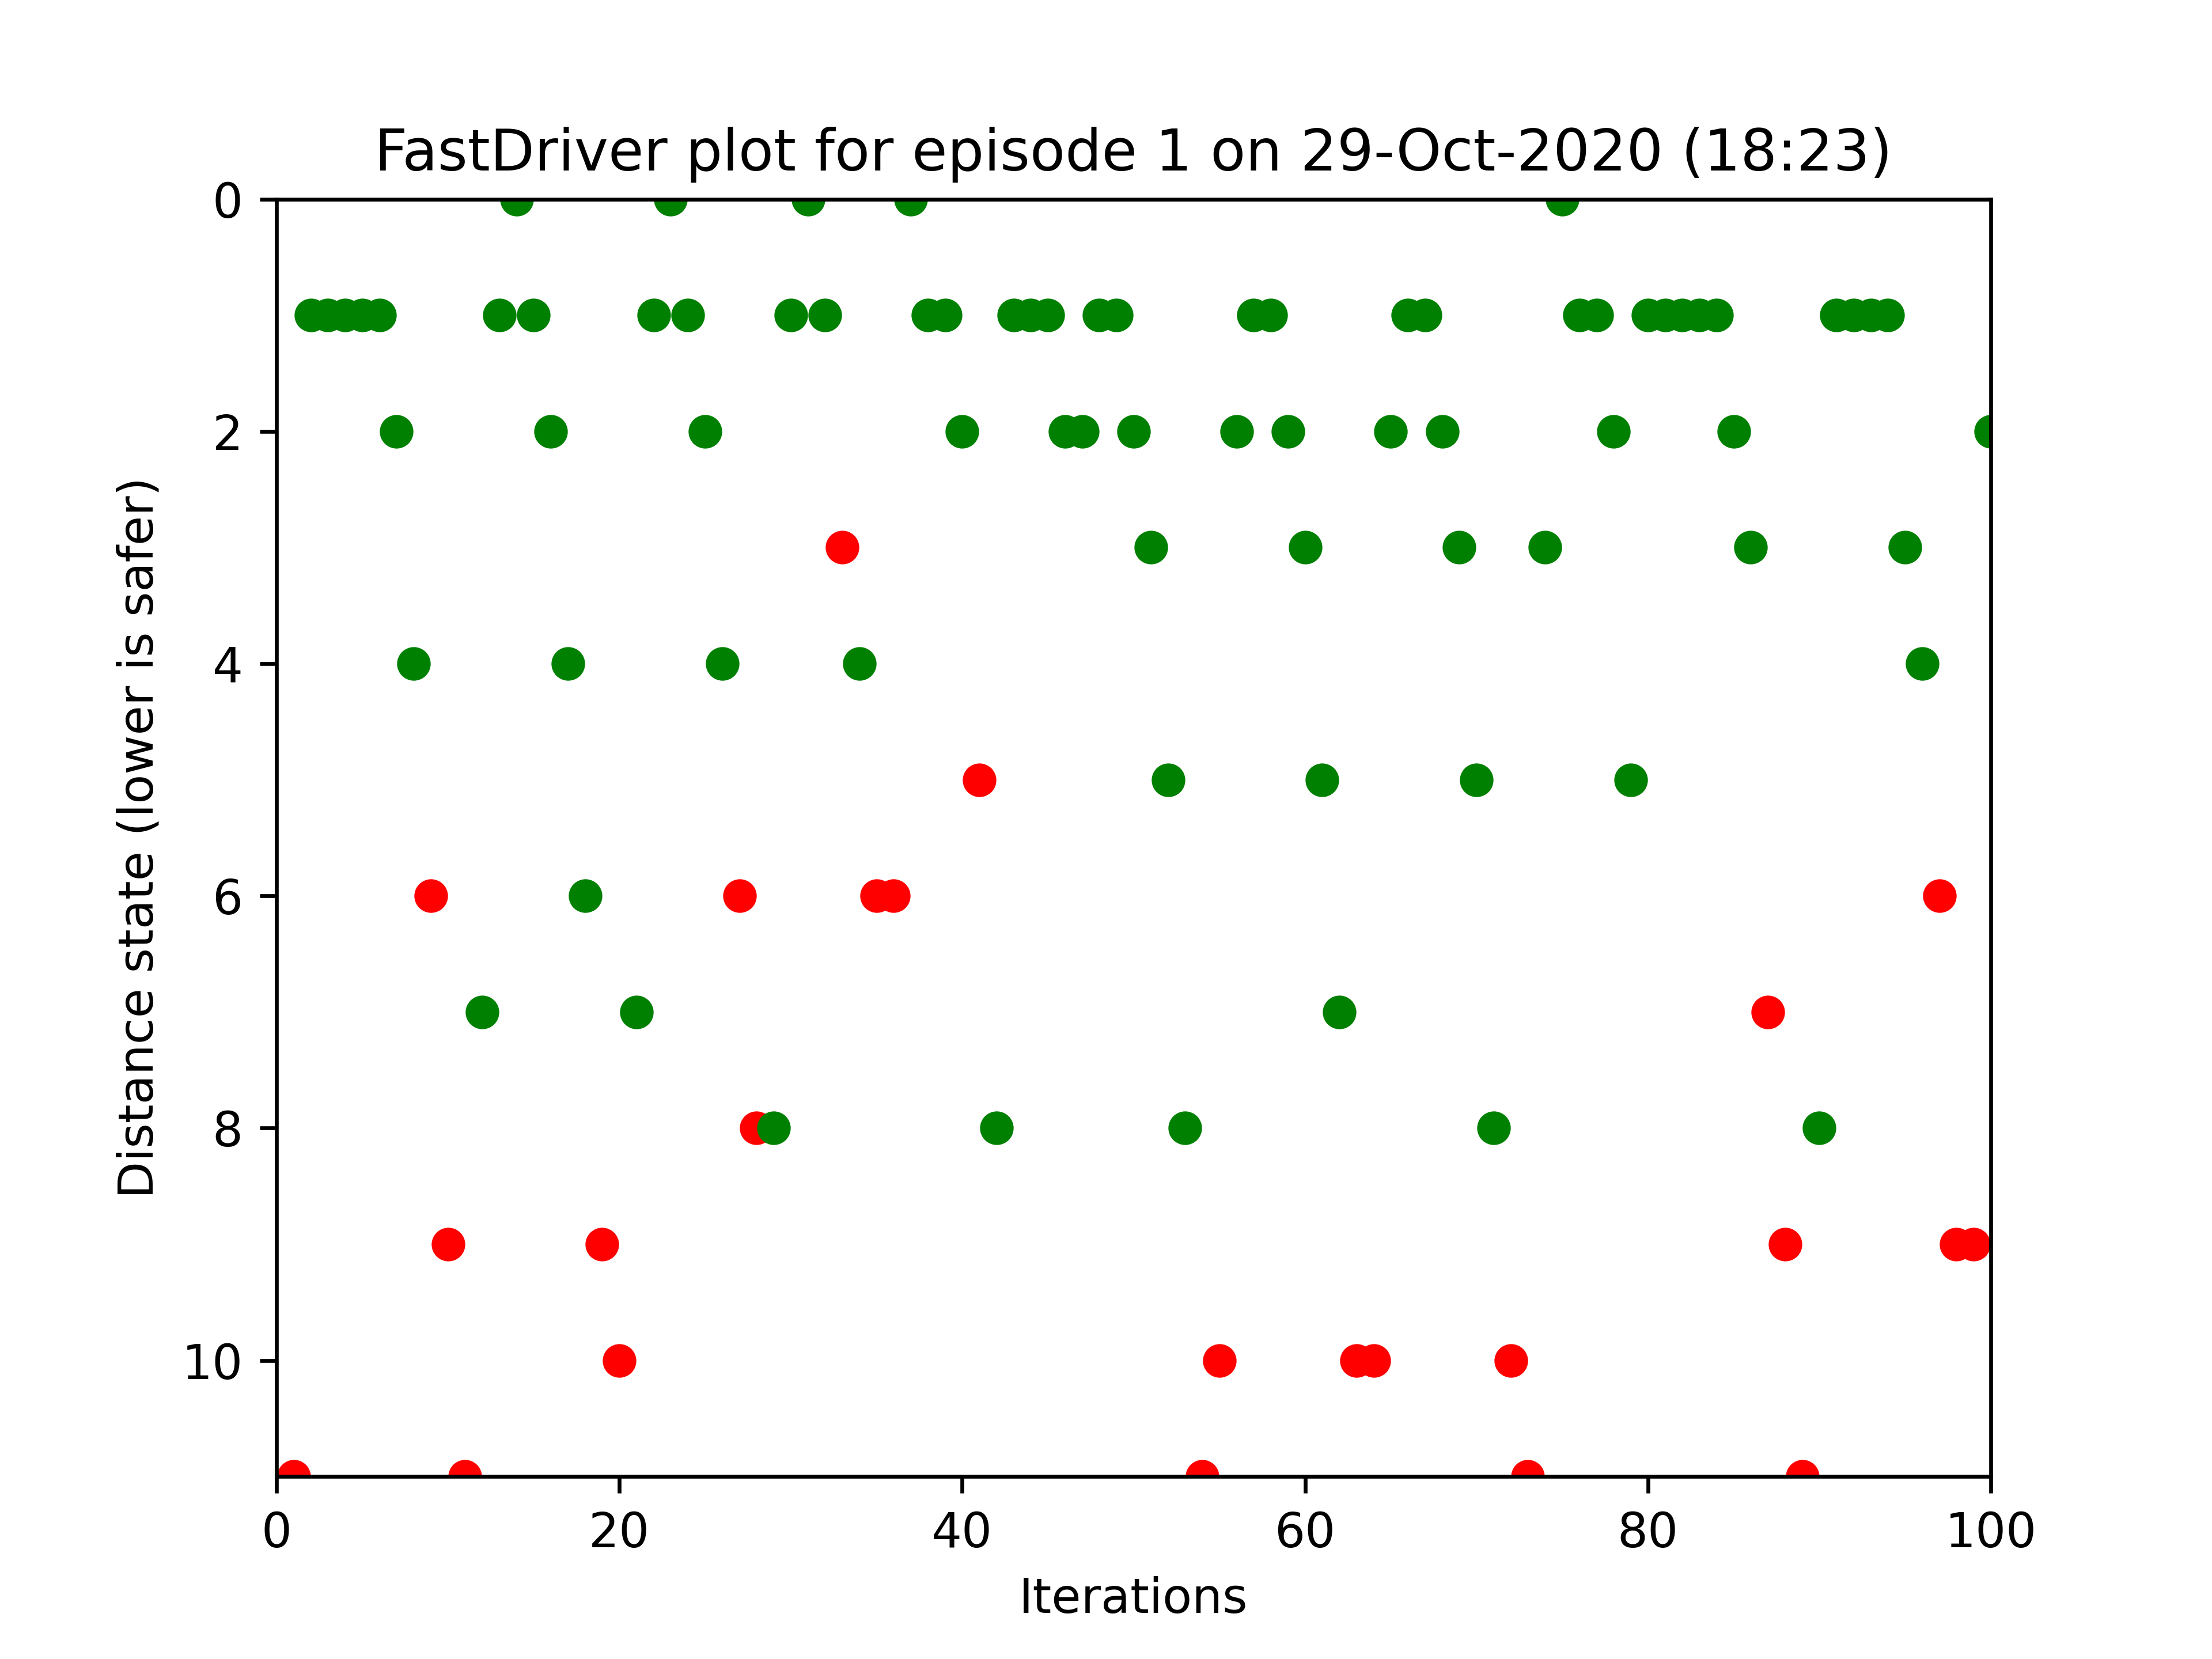 FastDriver plot for episode 1 on 29-Oct-2020 (18:23)
Distance state (lower is safer)
0
2
4
6
8
10
0 20 40 60 80 100
Iterations